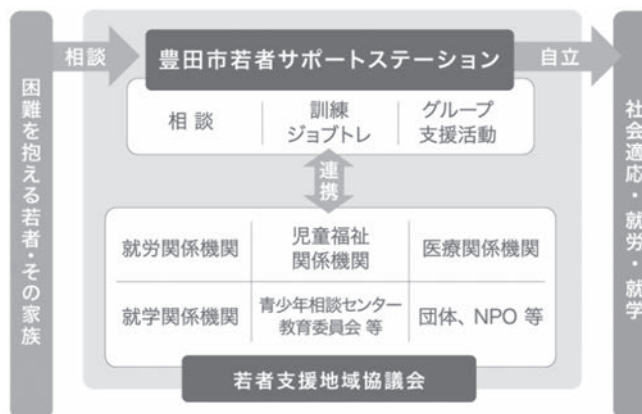 困難を抱える若者・その家族
相談
豊田市若者サポートステーション
自立
社会適応・就労・就学
相 談
訓練
ジョブトレ
グループ
支援活動
連携
就労関係機関
児童福祉
関係機関
医療関係機関
就学関係機関
青少年相談センター
教育委員会 等
団体、NPO 等
若者支援地域協議会